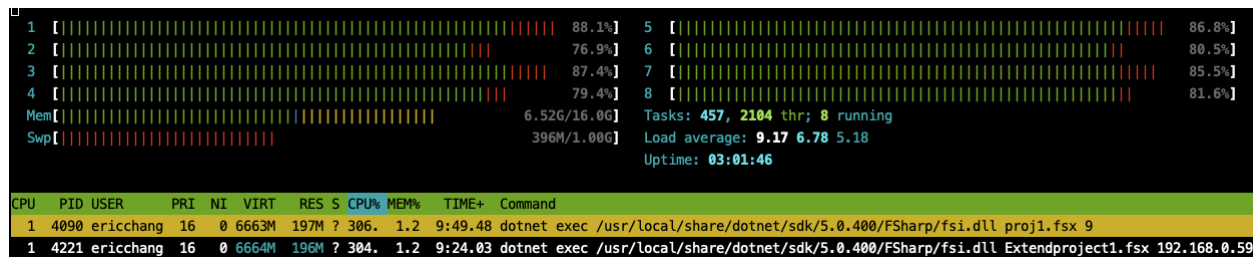 1 [|||||||||||||||||||||||||||||||||||||||||||||||||||||||||||||| 88.1%] 5 [|||||||||||||||||||||||||||||||||||||||||||||||||||||||||||||| 86.8%]
2 [|||||||||||||||||||||||||||||||||||||||||||||||||||||| 76.9%] 6 [||||||||||||||||||||||||||||||||||||||||||||||||||||||||| 80.5%]
3 [||||||||||||||||||||||||||||||||||||||||||||||||||||||||||||| 87.4%] 7 [||||||||||||||||||||||||||||||||||||||||||||||||||||||||||||| 85.5%]
4 [|||||||||||||||||||||||||||||||||||||||||||||||||||||||| 79.4%] 8 [|||||||||||||||||||||||||||||||||||||||||||||||||||||||||| 81.6%]
Mem[||||||||||||||||||||||||||||||||||||||||||||||| 6.52G/16.0G] Tasks: 457, 2104 thr; 8 running
Swp[||||||||||||||||||||||||||| 396M/1.00G] Load average: 9.17 6.78 5.18
Uptime: 03:01:46
CPU PID USER PRI NI VIRT RES S CPU% MEM% TIME+ Command
1 4090 ericchang 16 0 6663M 197M ? 306. 1.2 9:49.48 dotnet exec /usr/local/share/dotnet/sdk/5.0.400/FSharp/fsi.dll proj1.fsx 9
1 4221 ericchang 16 0 6664M 196M ? 304. 1.2 9:24.03 dotnet exec /usr/local/share/dotnet/sdk/5.0.400/FSharp/fsi.dll Extendproject1.fsx 192.168.0.59